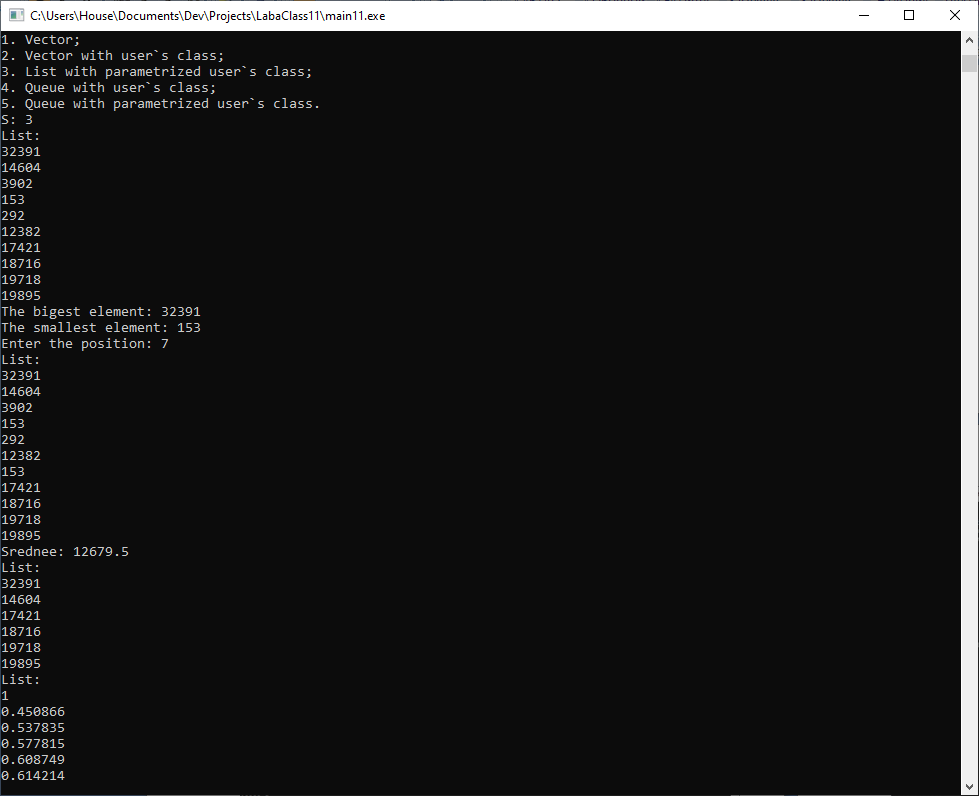 C:\Users\House\Documents\Dev\Projects\LabaClass11\main11.exe
1. Vector;
2. Vector with user`s class;
3. List with parametrized user`s class;
4. Queue with user`s class;
5. Queue with parametrized user`s class.
S: 3
List:
32391
14604
3902
153
292
12382
17421
18716
19718
19895
The bigest element: 32391
The smallest element: 153
Enter the position: 7
List:
32391
14604
3902
153
292
12382
153
17421
18716
19718
19895
Srednee: 12679.5
List:
32391
14604
17421
18716
19718
19895
List:
1
0.450866
0.537835
0.577815
0.608749
0.614214